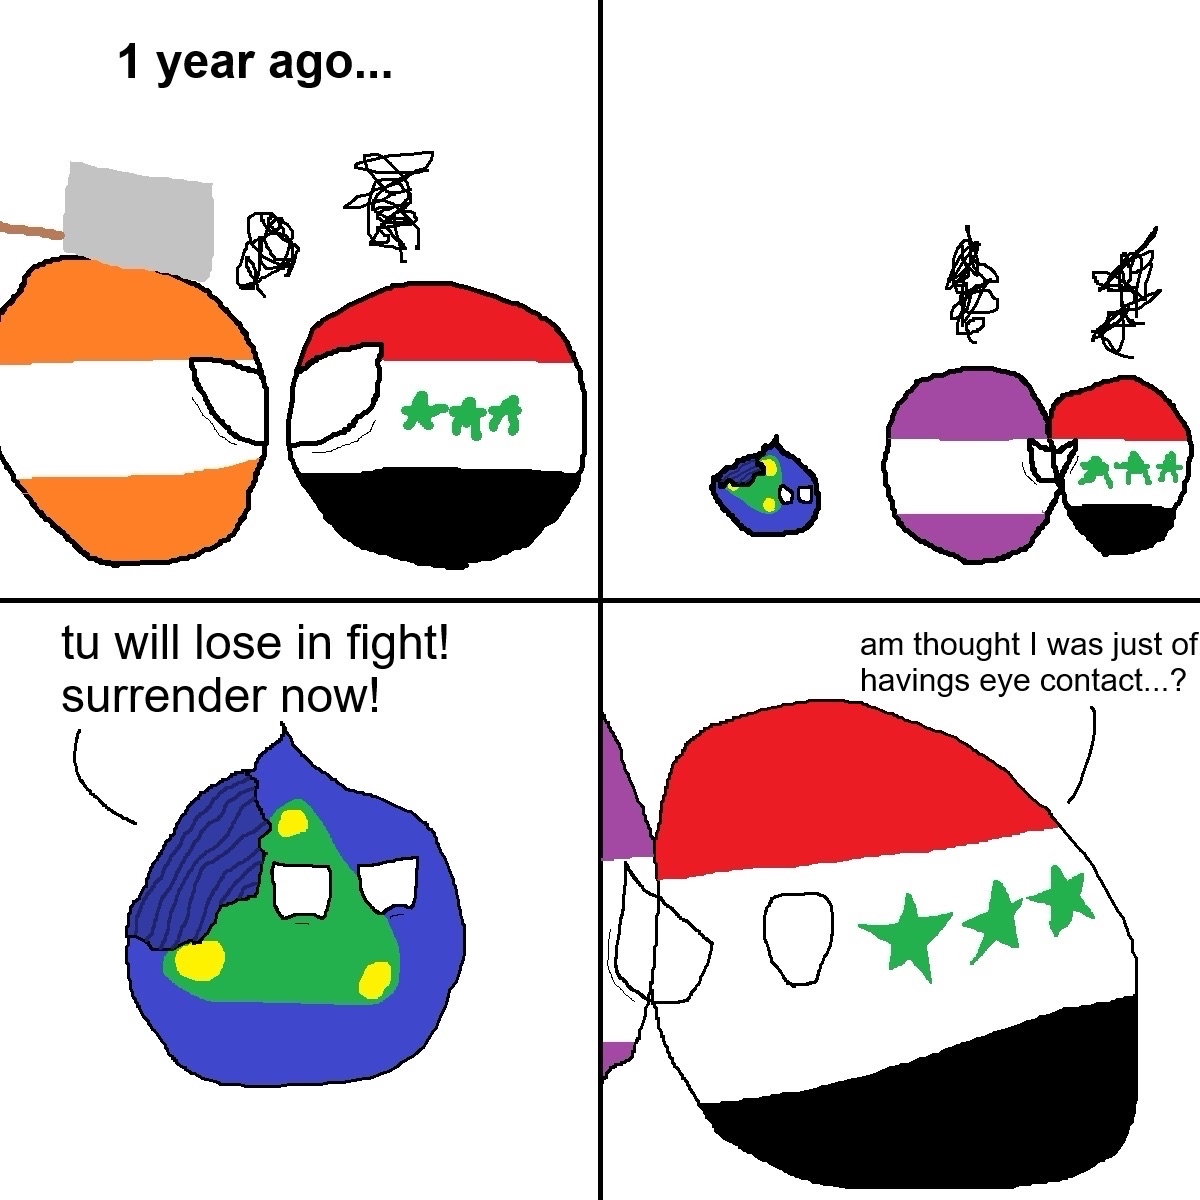 1 year ago...
tu will lose in fight!
surrender now!
am thought I was just of
havings eye contact...?